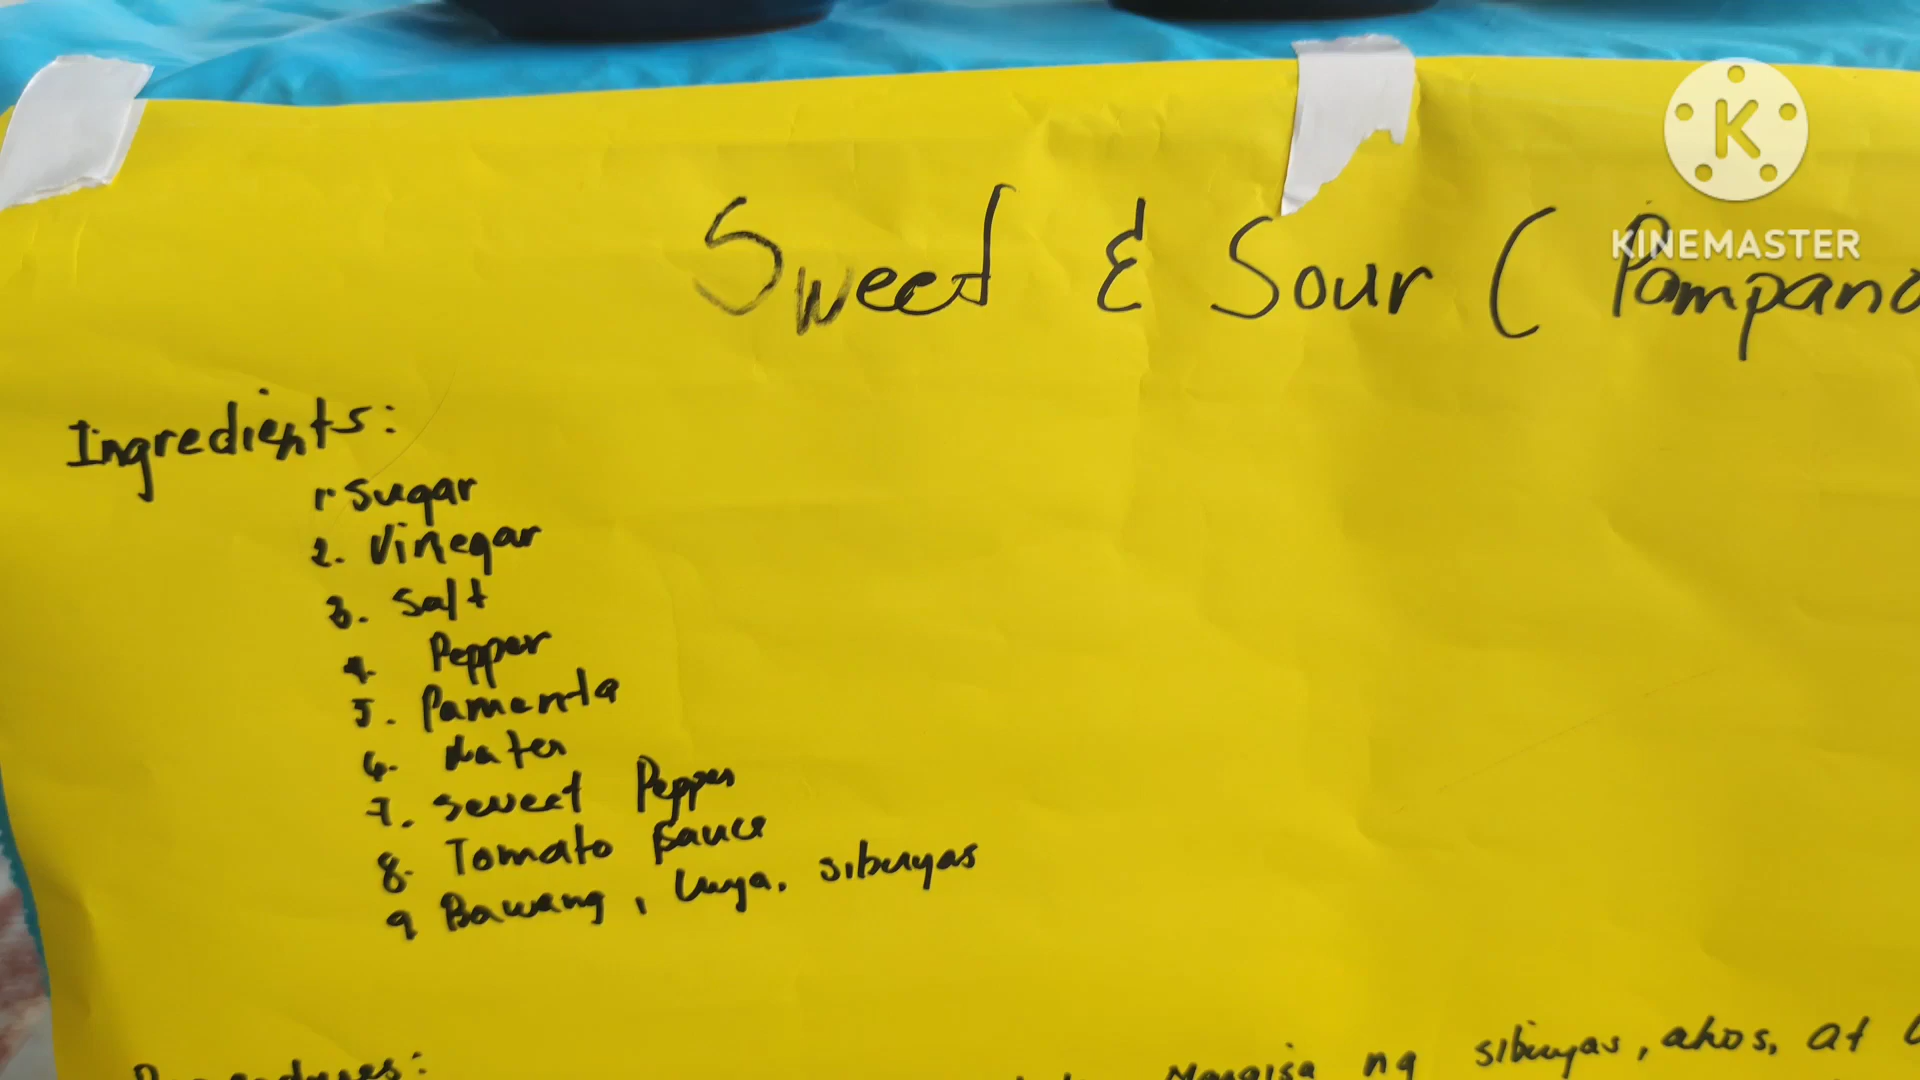 K
KINEMASTER
Sweet & Sour ( Pampano
Ingredients:
1. Sugar
2. Vinegar
3. Salt
4. Pepper
5. Pamenta
6. Water
7. Sweet Pepper
8. Tomato Sauce
9 Bawang, Luya, sibuyas
ng sibuyas, ahos, at